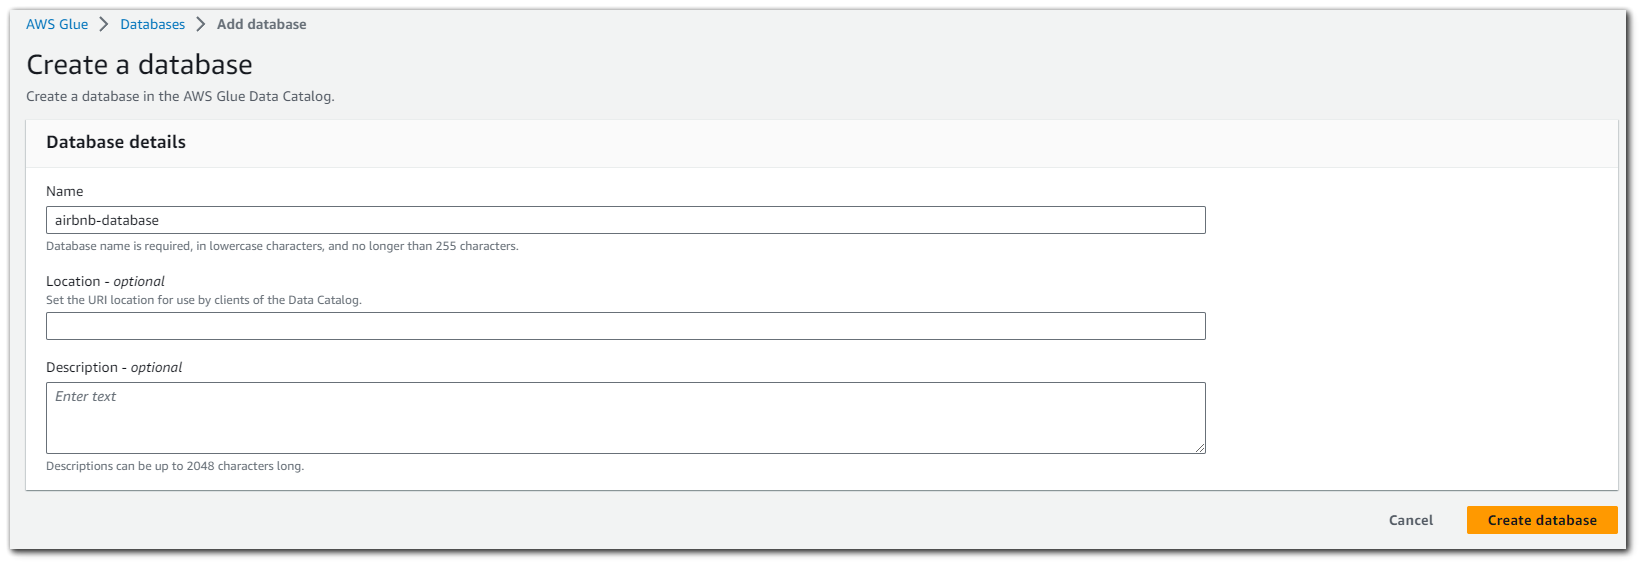 AWS Glue > Databases > Add database
Create a database
Create a database in the AWS Glue Data Catalog.
Database details
Name
airbnb-database
Database name is required, in lowercase characters, and no longer than 255 characters.
Location - optional
Set the URI location for use by clients of the Data Catalog.
Description - optional
Enter text
Descriptions can be up to 2048 characters long.
Cancel Create database